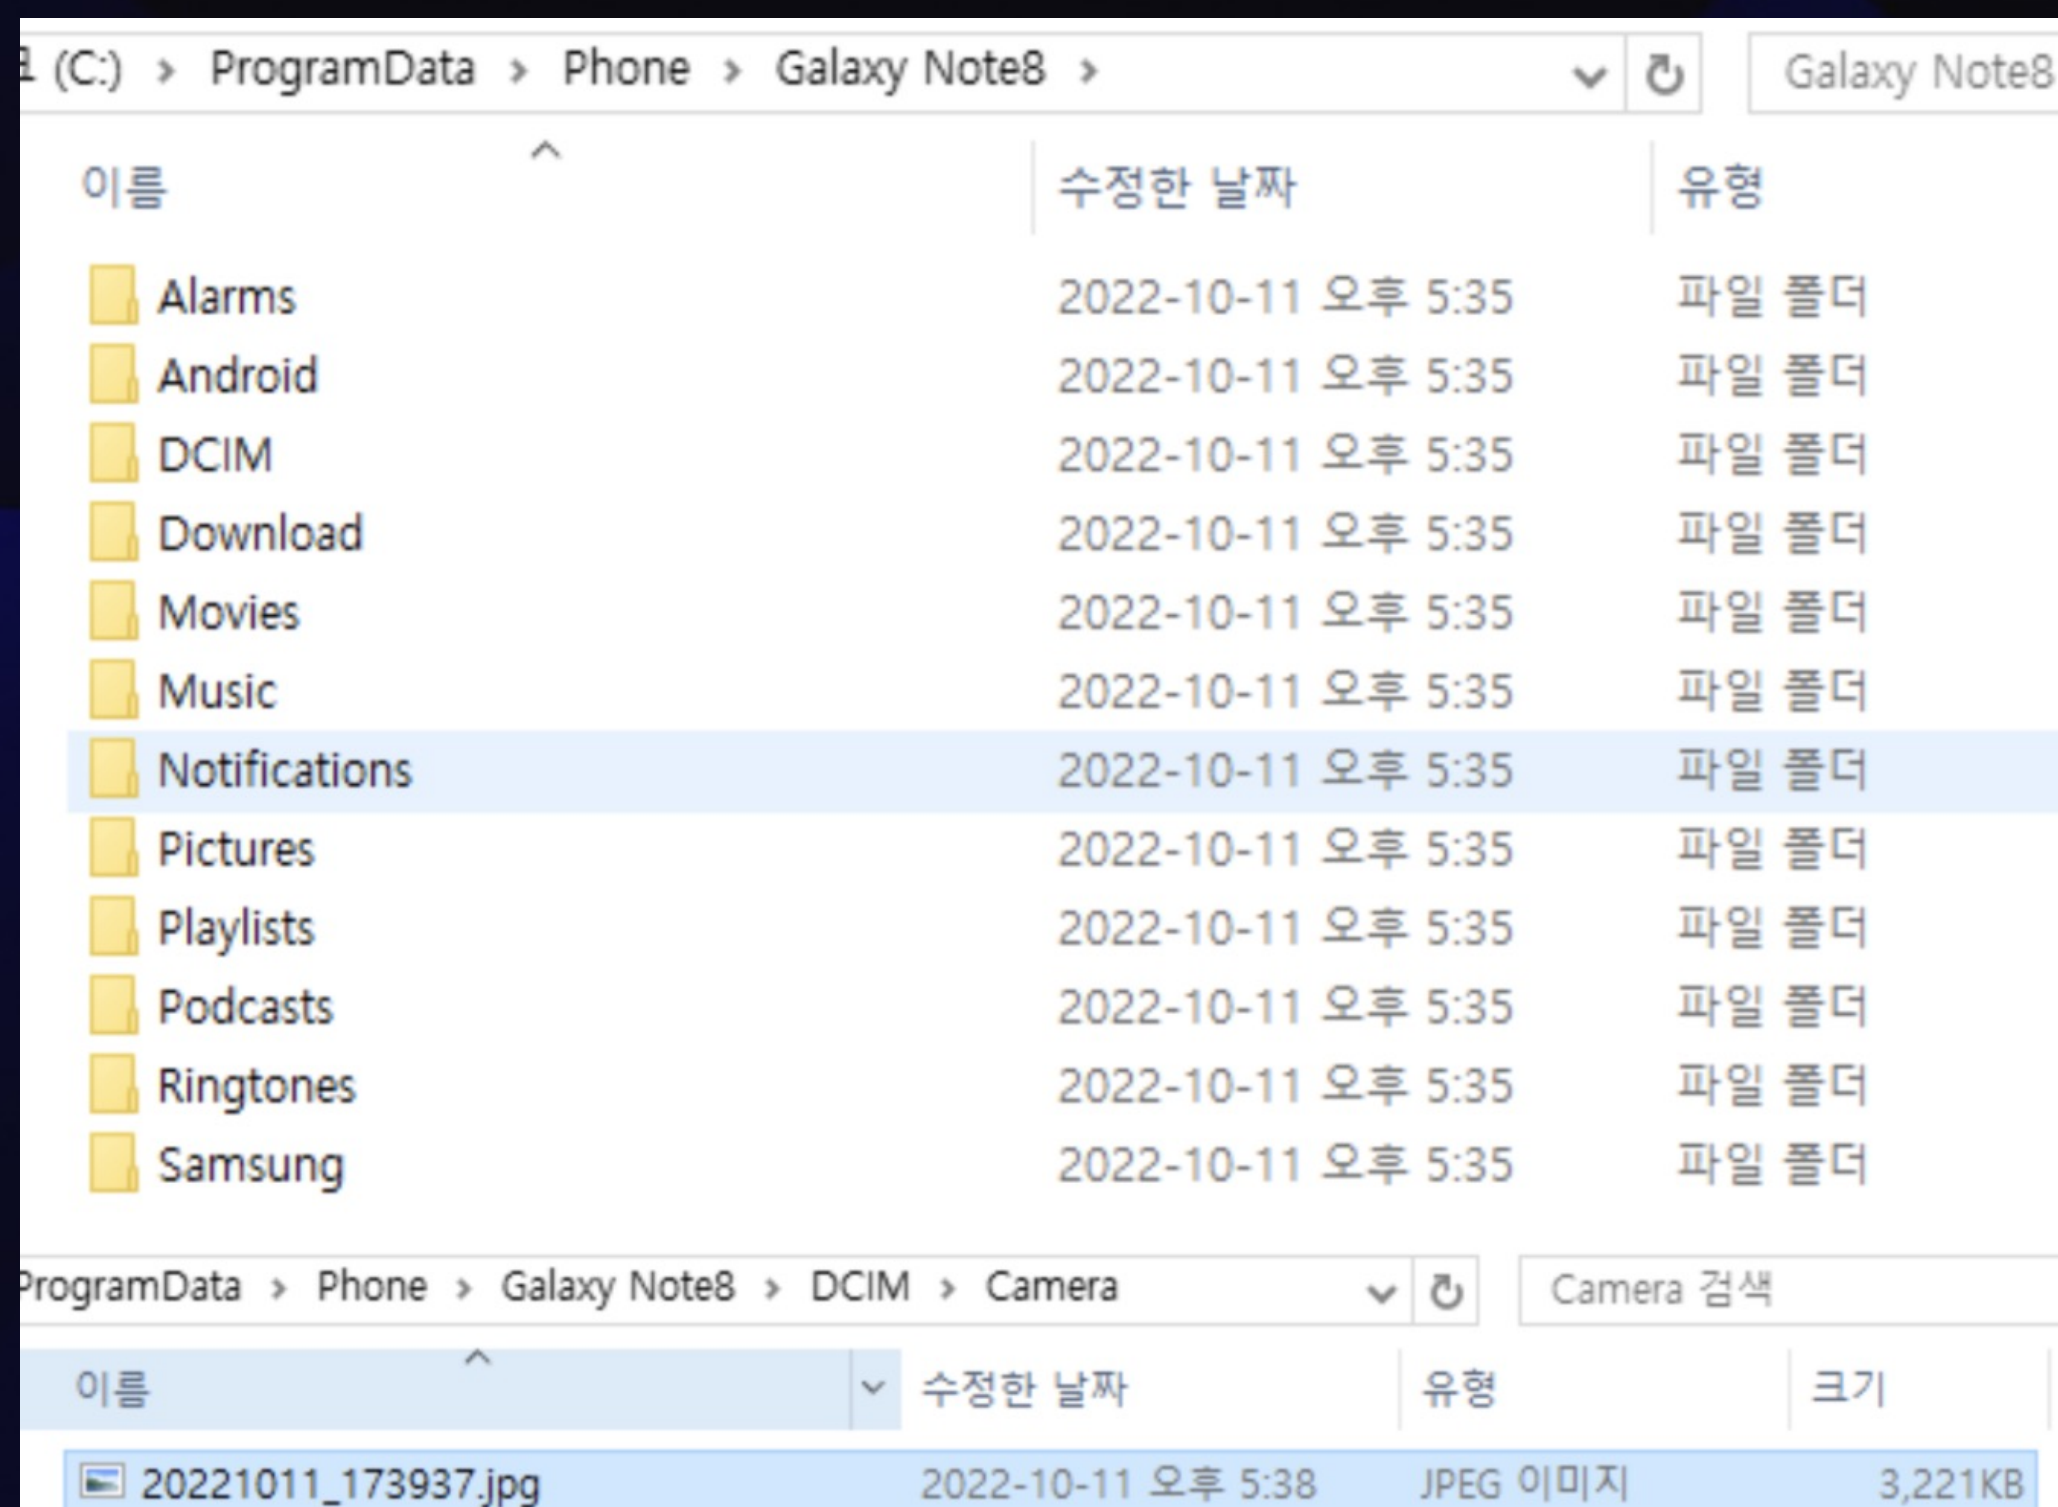 (C:) > ProgramData > Phone > Galaxy Note8 > Galaxy Note8
이름 수정한 날짜 유형
Alarms 2022-10-11 오후 5:35 파일 폴더
Android 2022-10-11 오후 5:35 파일 폴더
DCIM 2022-10-11 오후 5:35 파일 폴더
Download 2022-10-11 오후 5:35 파일 폴더
Movies 2022-10-11 오후 5:35 파일 폴더
Music 2022-10-11 오후 5:35 파일 폴더
Notifications 2022-10-11 오후 5:35 파일 폴더
Pictures 2022-10-11 오후 5:35 파일 폴더
Playlists 2022-10-11 오후 5:35 파일 폴더
Podcasts 2022-10-11 오후 5:35 파일 폴더
Ringtones 2022-10-11 오후 5:35 파일 폴더
Samsung 2022-10-11 오후 5:35 파일 폴더
ProgramData > Phone > Galaxy Note8 > DCIM > Camera Camera 검색
이름 수정한 날짜 유형 크기
20221011_173937.jpg 2022-10-11 오후 5:38 JPEG 이미지 3,221KB